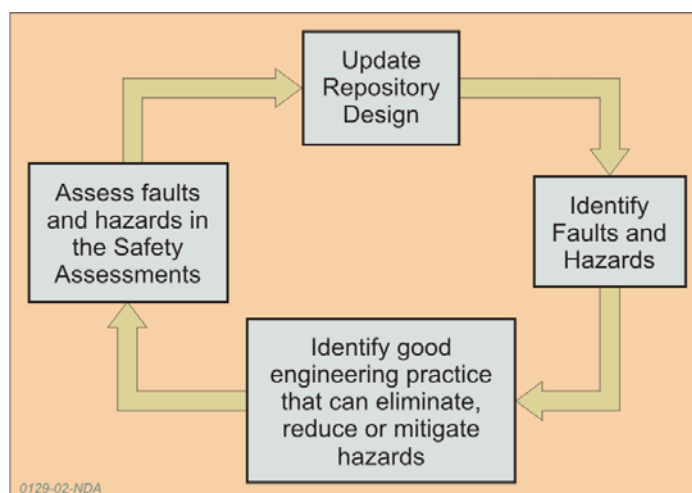 Update
Repository
Design
Identify
Faults and
Hazards
Identify good
engineering practice
that can eliminate,
reduce or mitigate
hazards
Assess faults
and hazards in
the Safety
Assessments
0129-02-NDA